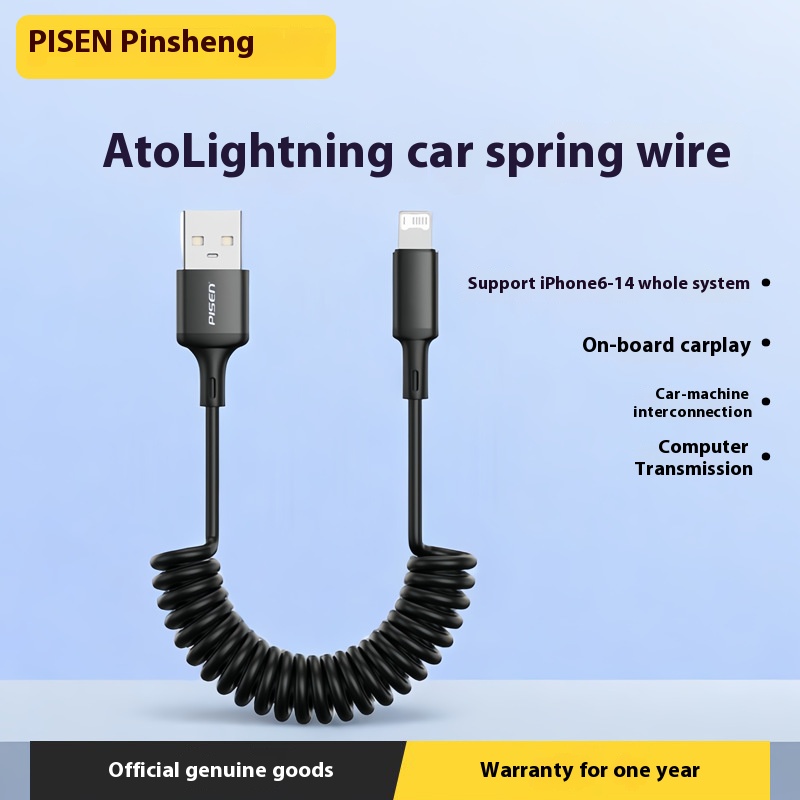 PISEN Pinsheng
AtoLightning car spring wire
PISEN
Support iPhone6-14 whole system
On-board carplay
Car-machine
interconnection
Computer
Transmission
Official genuine goods
Warranty for one year